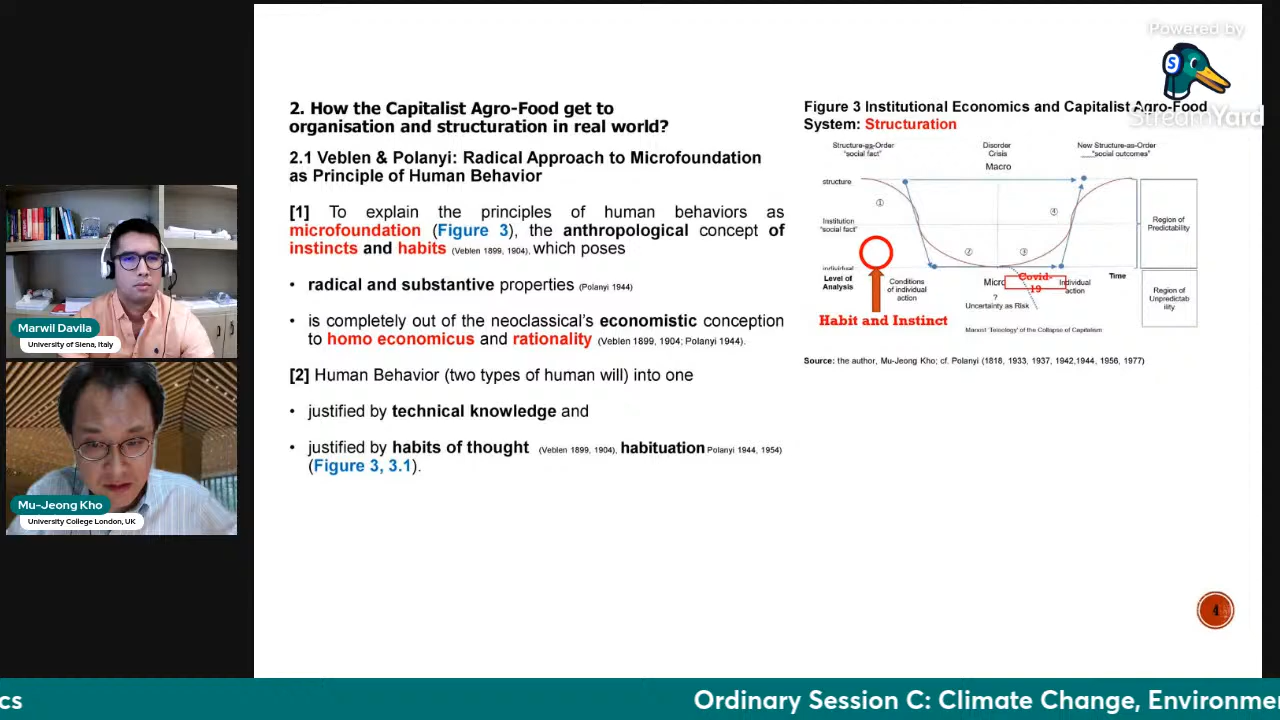 Powered by
S
StreamYard
2. How the Capitalist Agro-Food get to
organisation and structuration in real world?
2.1 Veblen & Polanyi: Radical Approach to Microfoundation
as Principle of Human Behavior
[1] To explain the principles of human behaviors as
microfoundation (Figure 3), the anthropological concept of
instincts and habits (Veblen 1899, 1904), which poses
• radical and substantive properties (Polanyi 1944)
• is completely out of the neoclassical's economistic conception
to homo economicus and rationality (Veblen 1899, 1904; Polanyi 1944).
[2] Human Behavior (two types of human will) into one
• justified by technical knowledge and
• justified by habits of thought (Veblen 1899, 1904), habituation Polanyi 1944, 1954)
(Figure 3, 3.1).
Figure 3 Institutional Economics and Capitalist Agro-Food
System: Structuration
Structure-as-Order
"social fact"
Disorder
Crisis
Macro
New Structure-as-Order
"social outcomes"
structure
①
④
Institution
"social fact"
Region of
Predictability
②
③
individual
Level of
Analysis
Conditions
of individual
action
Micro
?
Uncertainty as Risk
Covid-
19
Individual
action
Time
Region of
Unpredictab
ility
Habit and Instinct
Marxist 'Teleology' of the Collapse of Capitalism
Source: the author, Mu-Jeong Kho; cf. Polanyi (1818, 1933, 1937, 1942,1944, 1956, 1977)
4
Marwil Davila
University of Siena, Italy
Mu-Jeong Kho
University College London, UK
cs
Ordinary Session C: Climate Change, Environme